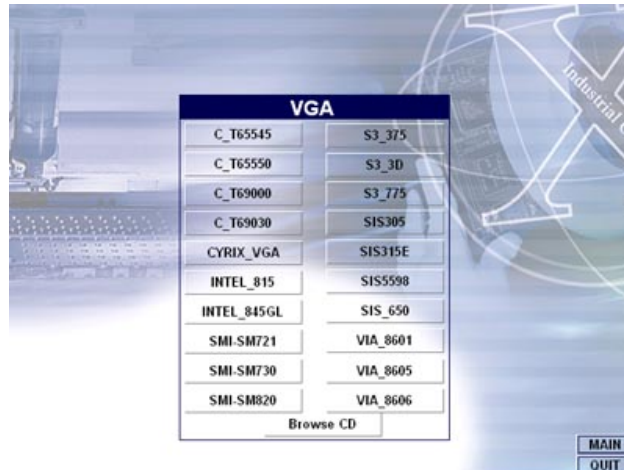 VGA
C_T65545
C_T65550
C_T69000
C_T69030
CYRIX_VGA
INTEL_815
INTEL_845GL
SMI-SM721
SMI-SM730
SMI-SM820
S3_375
S3_3D
S3_775
SIS305
SIS315E
SIS5598
SIS_650
VIA_8601
VIA_8605
VIA_8606
Browse CD
Industrial
MAIN
QUIT